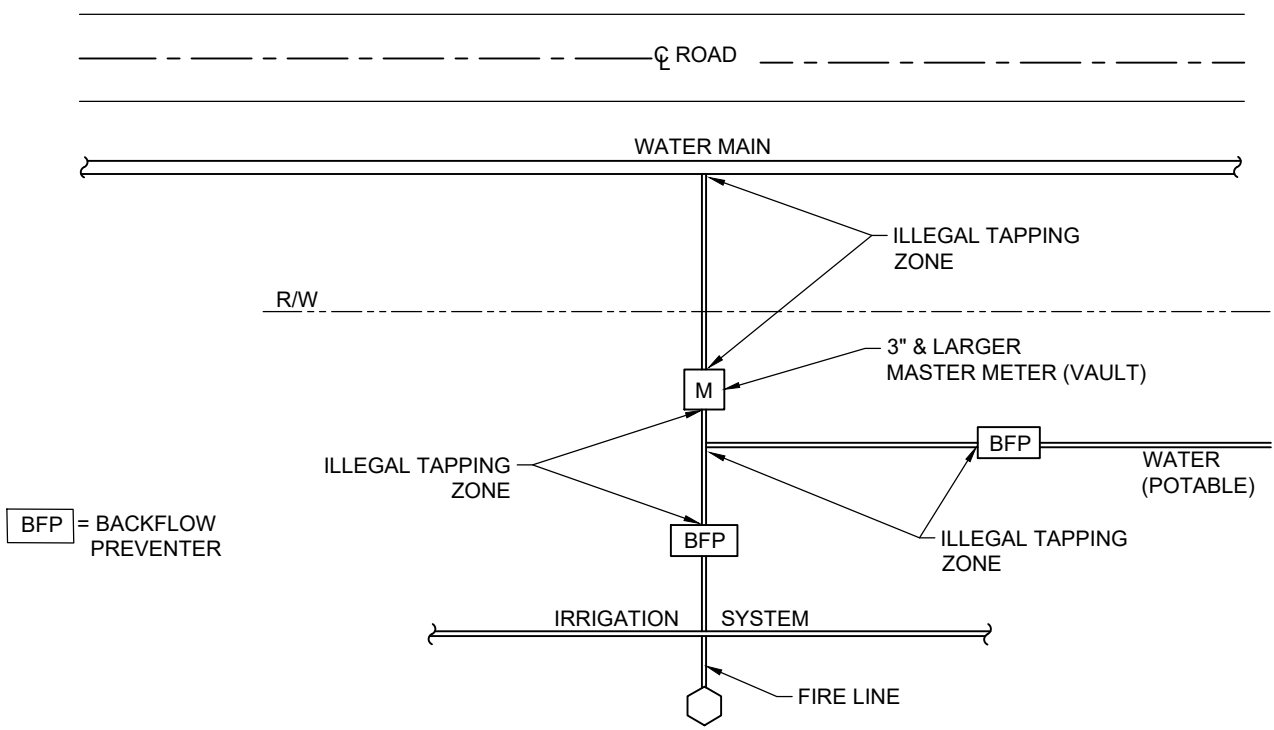 ℄ ROAD
WATER MAIN
ILLEGAL TAPPING
ZONE
R/W
3" & LARGER
MASTER METER (VAULT)
M
BFP
WATER
(POTABLE)
ILLEGAL TAPPING
ZONE
BFP = BACKFLOW
PREVENTER
BFP
ILLEGAL TAPPING
ZONE
IRRIGATION SYSTEM
FIRE LINE